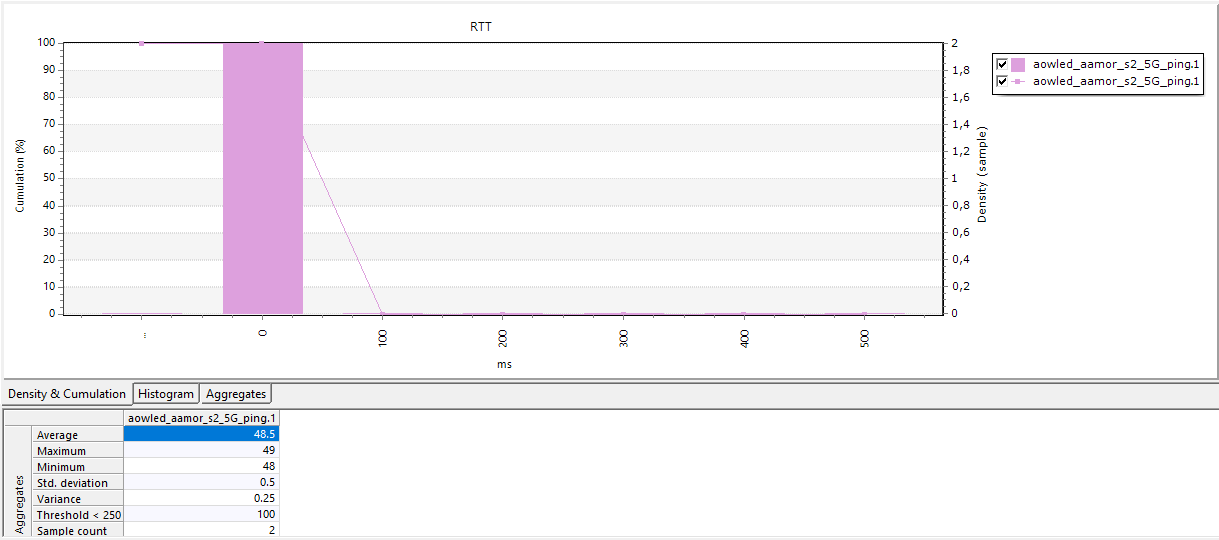 RTT
100
90
80
70
60
50
40
30
20
10
0
Cumulation (%)
2
1,8
1,6
1,4
1,2
1
0,8
0,6
0,4
0,2
0
Density (sample)
...
0
100
200
300
400
500
ms
aowled_aamor_s2_5G_ping.1
aowled_aamor_s2_5G_ping.1
Density & Cumulation Histogram Aggregates
aowled_aamor_s2_5G_ping.1
Aggregates
Average 48.5
Maximum 49
Minimum 48
Std. deviation 0.5
Variance 0.25
Threshold < 250 100
Sample count 2